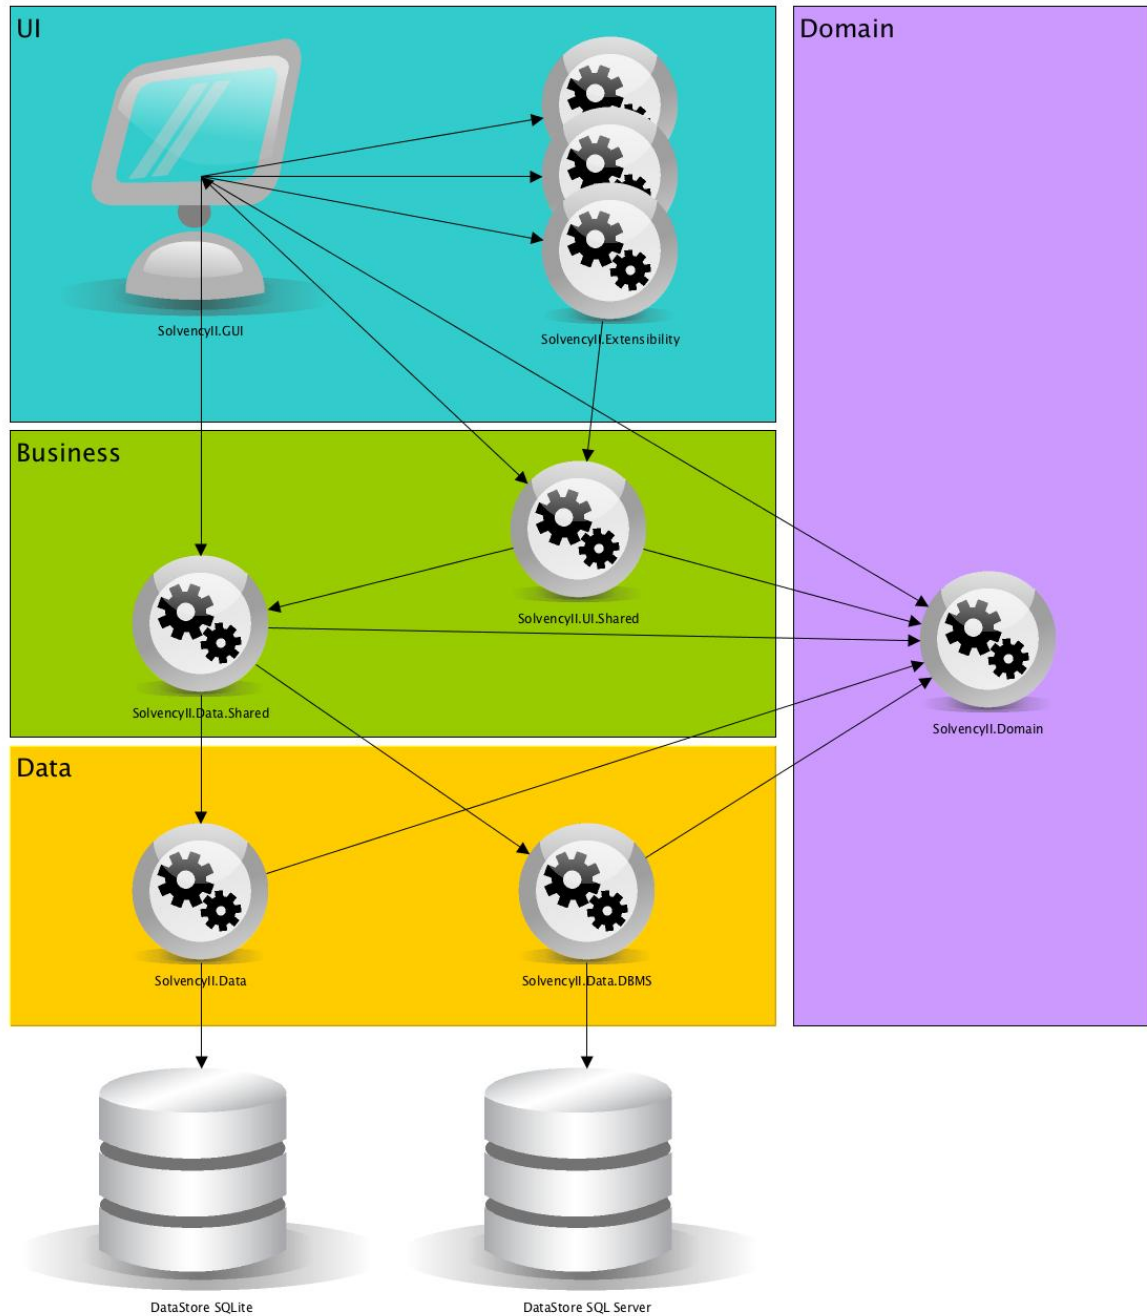 UI
Domain
SolvencyII.GUI
SolvencyII.Extensibility
Business
SolvencyII.UI.Shared
SolvencyII.Data.Shared
SolvencyII.Domain
Data
SolvencyII.Data
SolvencyII.Data.DBMS
DataStore SQLite
DataStore SQL Server